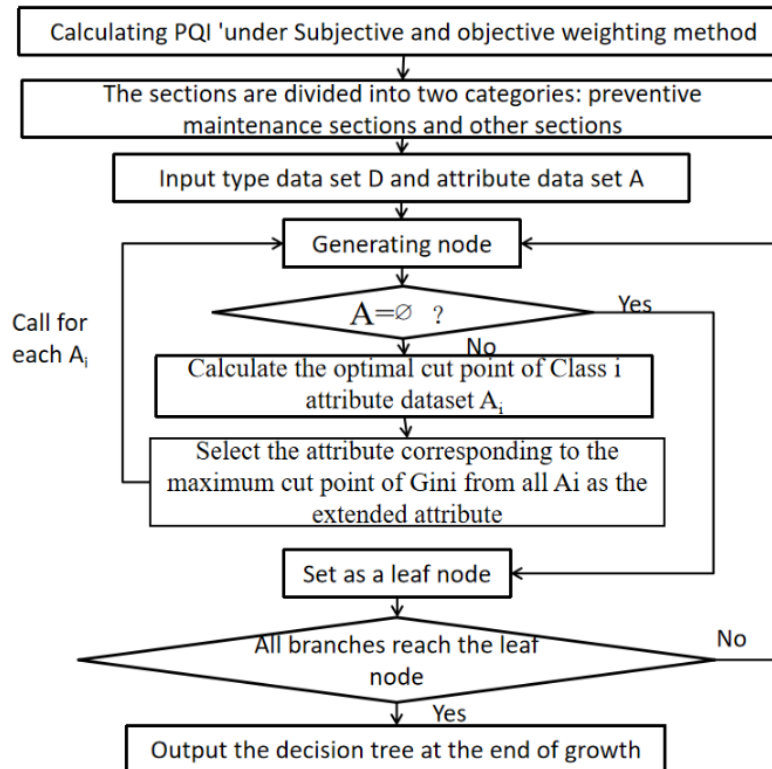 Calculating PQI 'under Subjective and objective weighting method
The sections are divided into two categories: preventive
maintenance sections and other sections
Input type data set D and attribute data set A
Generating node
A=∅ ?
Yes
Call for
each Aᵢ
No
Calculate the optimal cut point of Class i
attribute dataset Aᵢ
Select the attribute corresponding to the
maximum cut point of Gini from all Ai as the
extended attribute
Set as a leaf node
All branches reach the leaf
node
No
Yes
Output the decision tree at the end of growth